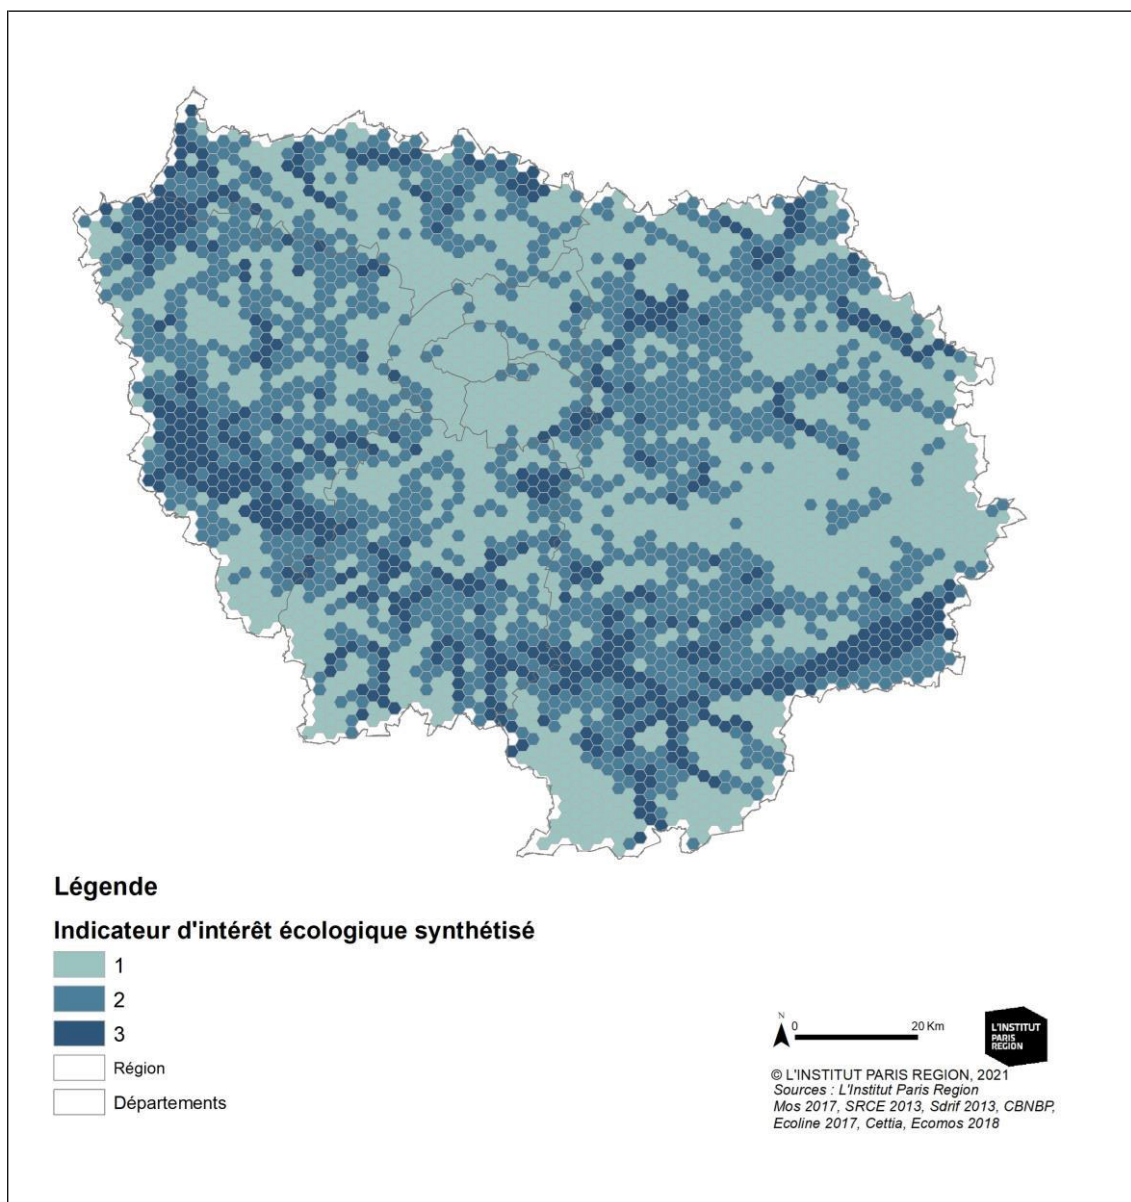 Légende
Indicateur d'intérêt écologique synthétisé
1
2
3
Région
Départements
N
0 20 Km
L'INSTITUT
PARIS
REGION
© L'INSTITUT PARIS REGION, 2021
Sources : L'Institut Paris Region
Mos 2017, SRCE 2013, Sdrif 2013, CBNBP,
Ecoline 2017, Cettia, Ecomos 2018